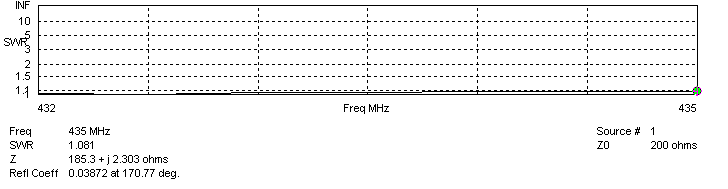 INF
10
5
SWR
3
2
1.5
1.1
1
432 Freq MHz 435
Freq 435 MHz Source # 1
SWR 1.081 Z0 200 ohms
Z 185.3 + j 2.303 ohms
Refl Coeff 0.03872 at 170.77 deg.